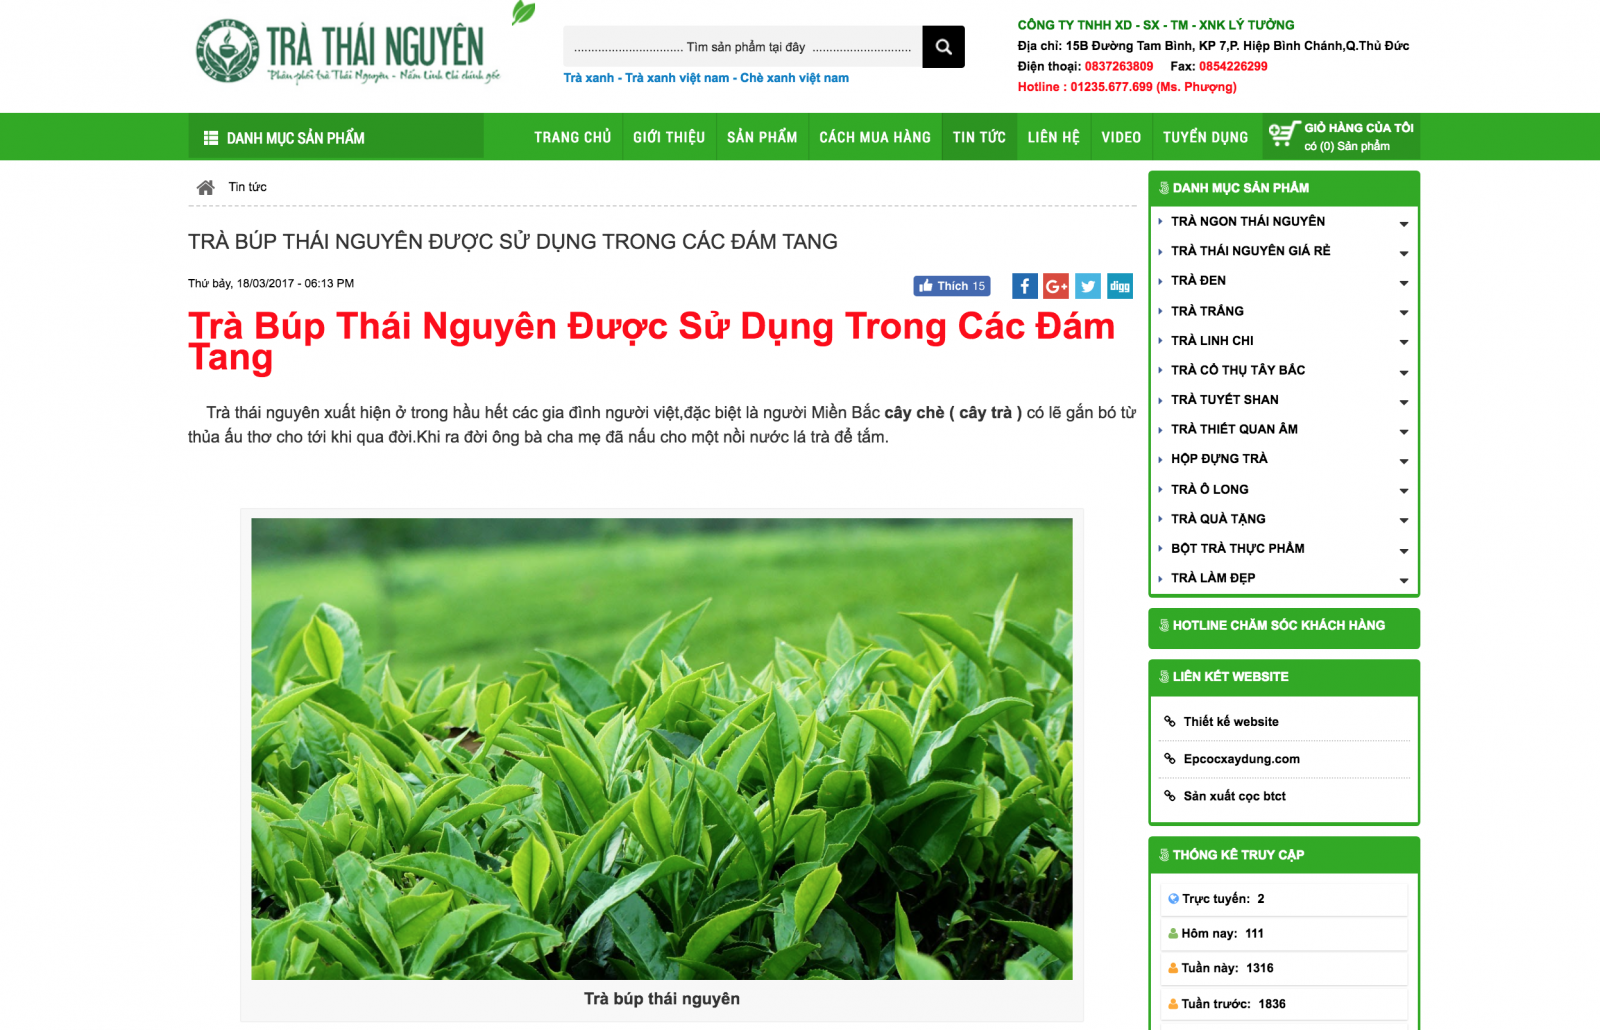 TRÀ THÁI NGUYÊN
Phân phối trà Thái Nguyên - Nấm Linh Chi chính gốc
................................. Tìm sản phẩm tại đây ..............................
Trà xanh - Trà xanh việt nam - Chè xanh việt nam
CÔNG TY TNHH XD - SX - TM - XNK LÝ TƯỞNG
Địa chỉ: 15B Đường Tam Bình, KP 7,P. Hiệp Bình Chánh,Q.Thủ Đức
Điện thoại: 0837263809 Fax: 0854226299
Hotline : 01235.677.699 (Ms. Phượng)
DANH MỤC SẢN PHẨM
TRANG CHỦ GIỚI THIỆU SẢN PHẨM CÁCH MUA HÀNG TIN TỨC LIÊN HỆ VIDEO TUYỂN DỤNG
GIỎ HÀNG CỦA TÔI
có (0) Sản phẩm
Tin tức
TRÀ BÚP THÁI NGUYÊN ĐƯỢC SỬ DỤNG TRONG CÁC ĐÁM TANG
Thứ bảy, 18/03/2017 - 06:13 PM
Thích 15
digg
Trà Búp Thái Nguyên Được Sử Dụng Trong Các Đám
Tang
Trà thái nguyên xuất hiện ở trong hầu hết các gia đình người việt,đặc biệt là người Miền Bắc cây chè ( cây trà ) có lẽ gắn bó từ
thủa ấu thơ cho tới khi qua đời.Khi ra đời ông bà cha mẹ đã nấu cho một nồi nước lá trà để tắm.
Trà búp thái nguyên
DANH MỤC SẢN PHẨM
TRÀ NGON THÁI NGUYÊN
TRÀ THÁI NGUYÊN GIÁ RẺ
TRÀ ĐEN
TRÀ TRẮNG
TRÀ LINH CHI
TRÀ CỔ THỤ TÂY BẮC
TRÀ TUYẾT SHAN
TRÀ THIẾT QUAN ÂM
HỘP ĐỰNG TRÀ
TRÀ Ô LONG
TRÀ QUÀ TẶNG
BỘT TRÀ THỰC PHẨM
TRÀ LÀM ĐẸP
HOTLINE CHĂM SÓC KHÁCH HÀNG
LIÊN KẾT WEBSITE
Thiết kế website
Epcocxaydung.com
Sản xuất cọc btct
THỐNG KÊ TRUY CẬP
Trực tuyến: 2
Hôm nay: 111
Tuần này: 1316
Tuần trước: 1836